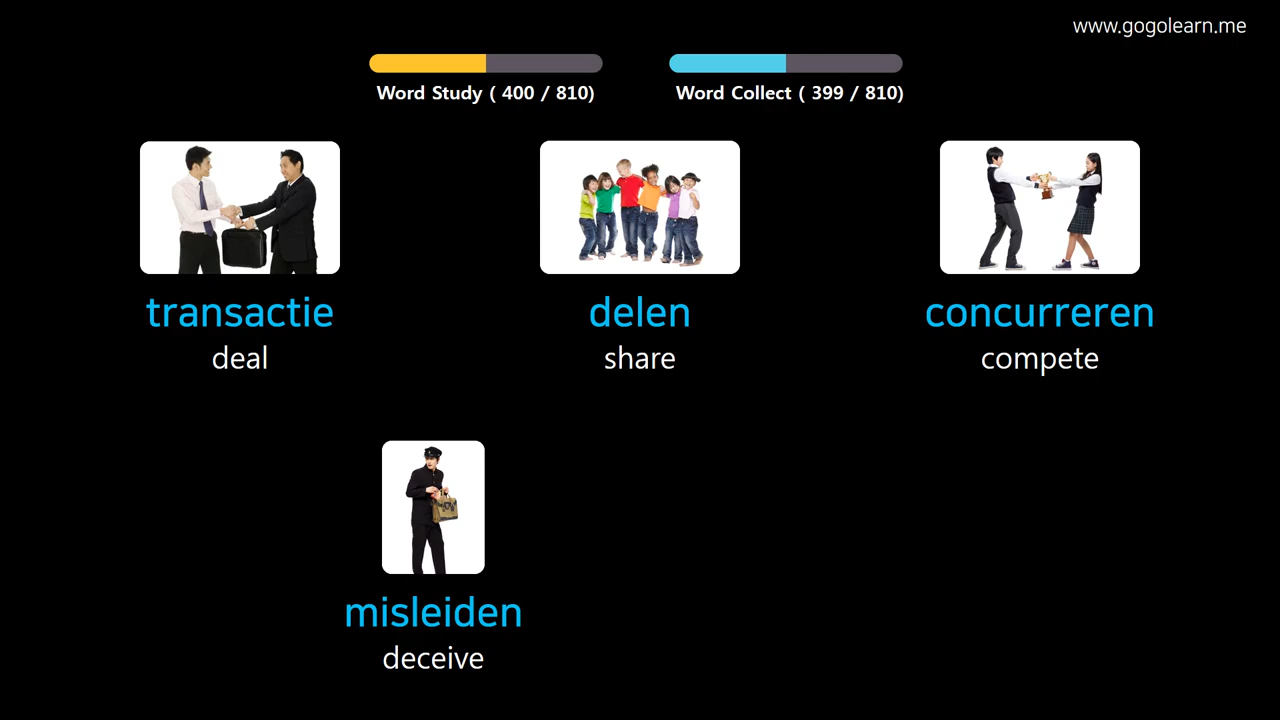 www.gogolearn.me
Word Study ( 400 / 810)
Word Collect ( 399 / 810)
transactie
deal
delen
share
concurreren
compete
misleiden
deceive